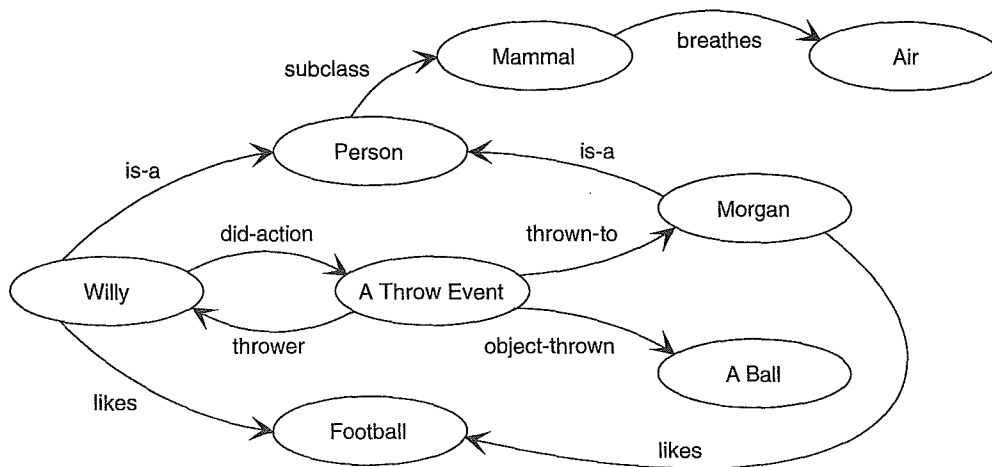 breathes
Mammal
Air
subclass
Person
is-a
is-a
Morgan
did-action
thrown-to
Willy
A Throw Event
thrower
object-thrown
A Ball
likes
Football
likes